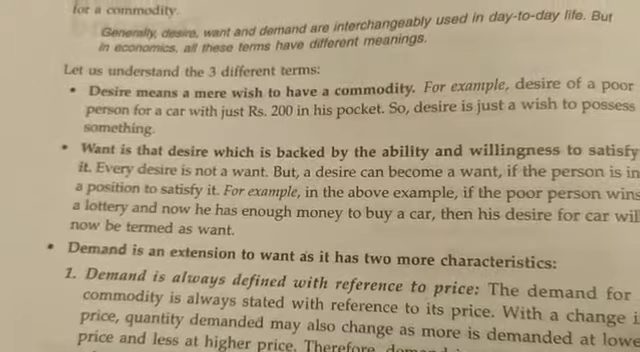 for a commodity.
Generally, desire, want and demand are interchangeably used in day-to-day life. But
in economics, all these terms have different meanings.
Let us understand the 3 different terms:
• Desire means a mere wish to have a commodity. For example, desire of a poor
person for a car with just Rs. 200 in his pocket. So, desire is just a wish to possess
something.
• Want is that desire which is backed by the ability and willingness to satisfy
it. Every desire is not a want. But, a desire can become a want, if the person is in
a position to satisfy it. For example, in the above example, if the poor person wins
a lottery and now he has enough money to buy a car, then his desire for car will
now be termed as want.
• Demand is an extension to want as it has two more characteristics:
1. Demand is always defined with reference to price: The demand for
commodity is always stated with reference to its price. With a change i
price, quantity demanded may also change as more is demanded at lowe
price and less at higher price. Therefore,